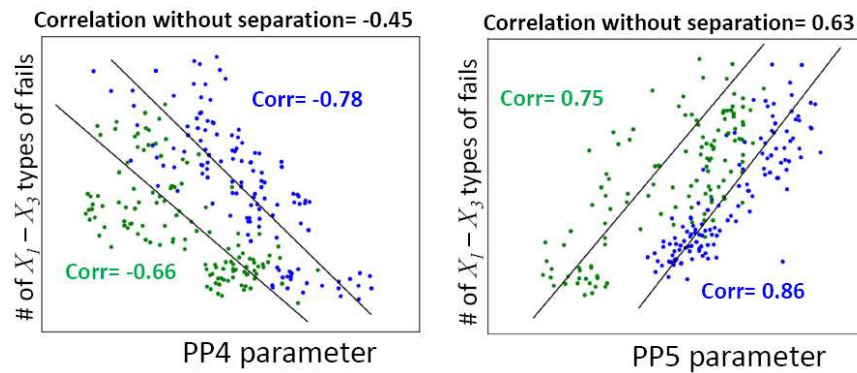 Correlation without separation= -0.45
# of X₁ – X₃ types of fails
Corr= -0.78
Corr= -0.66
PP4 parameter
Correlation without separation= 0.63
# of X₁ – X₃ types of fails
Corr= 0.75
Corr= 0.86
PP5 parameter